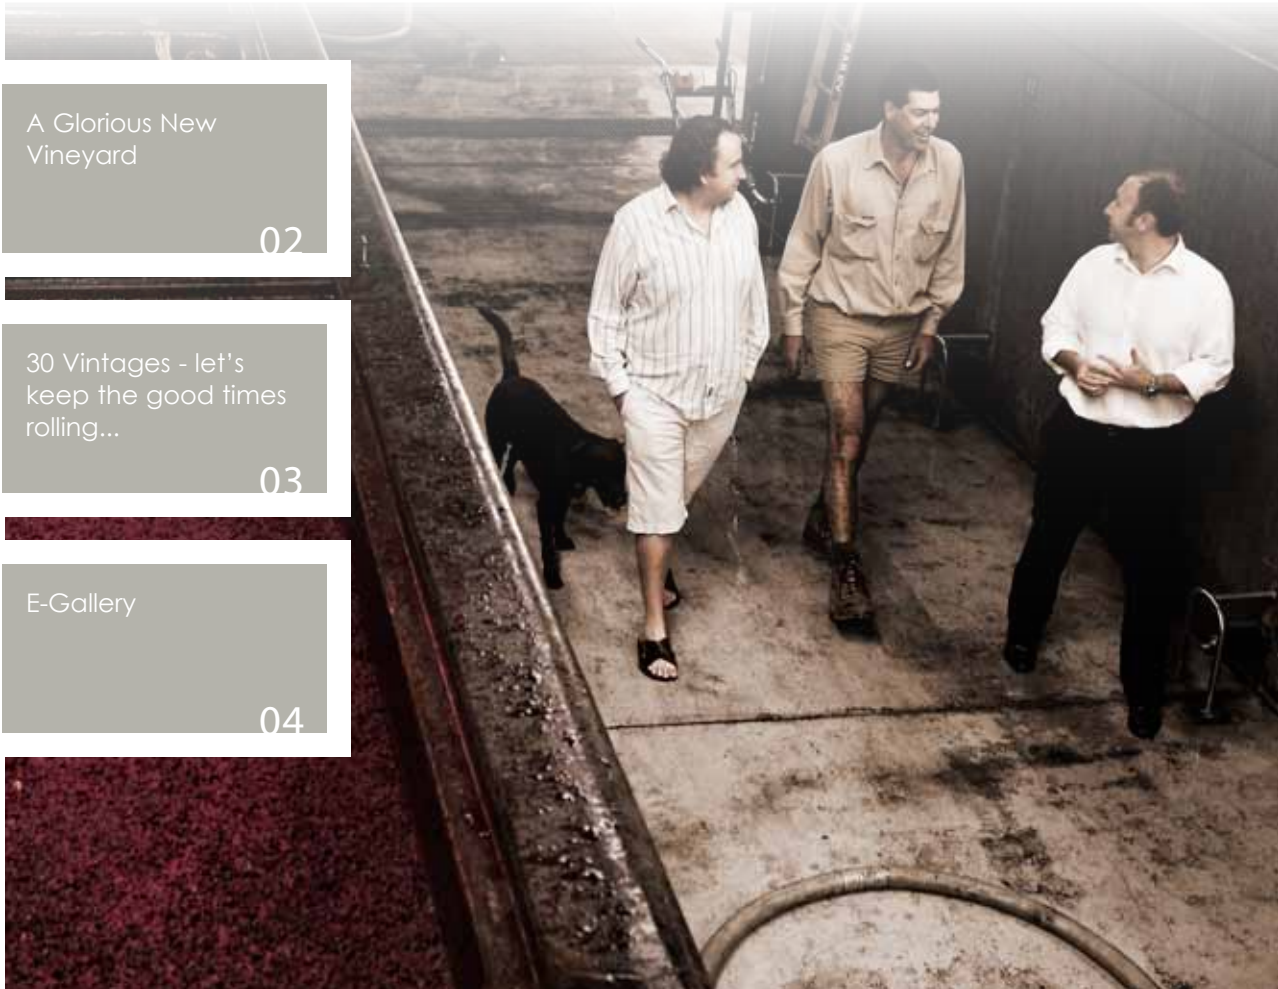 A Glorious New
Vineyard
02
30 Vintages - let's
keep the good times
rolling...
03
E-Gallery
04